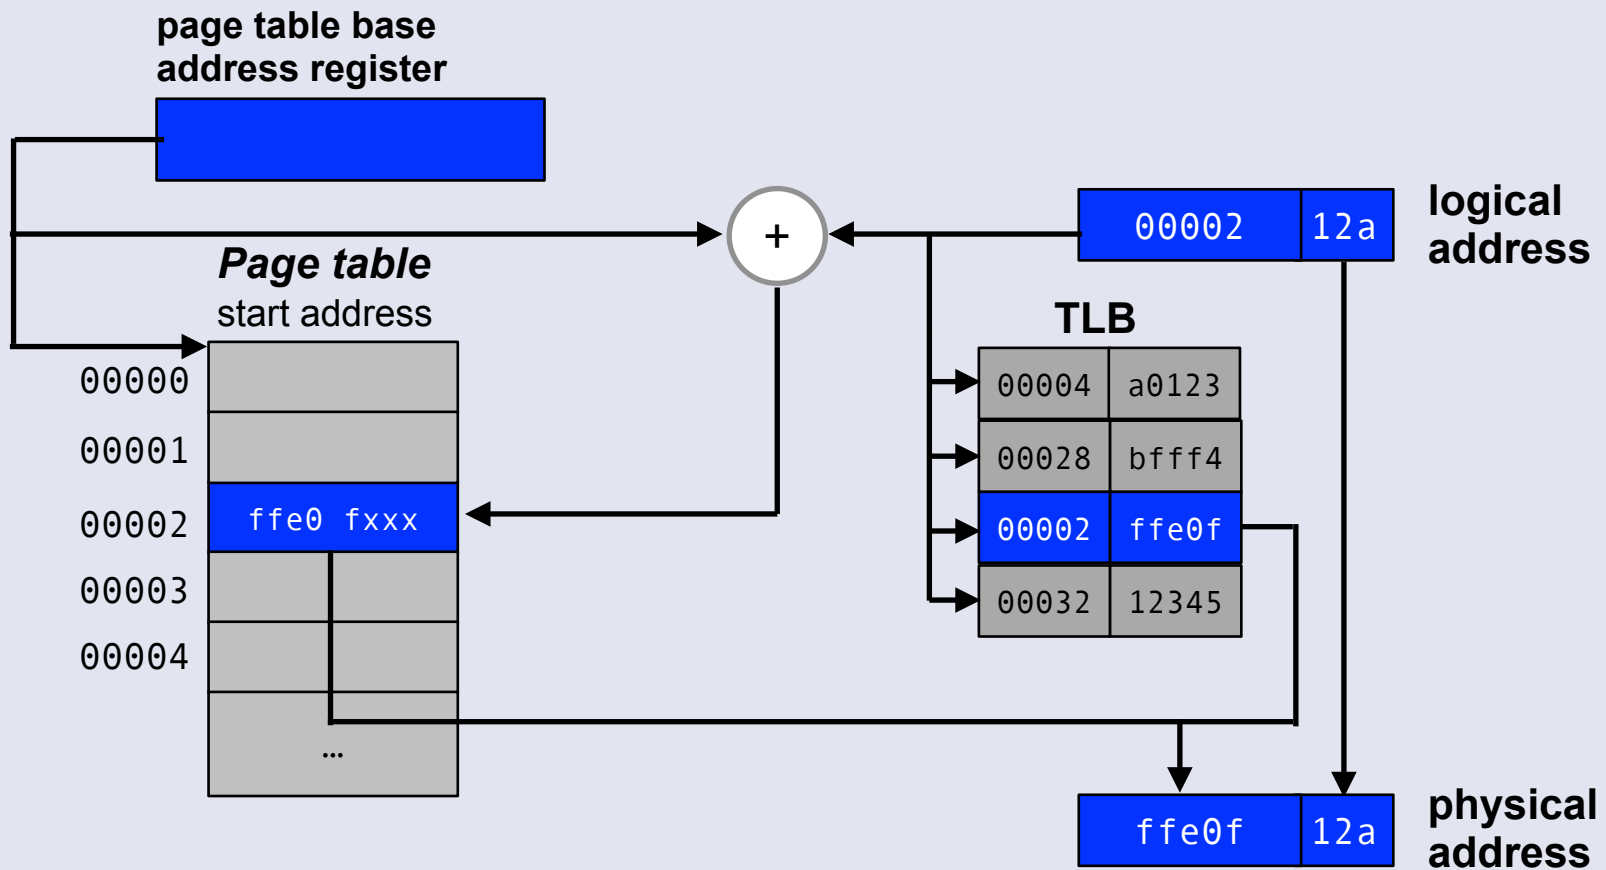 page table base
address register
+
00002 12a
logical
address
Page table
start address
00000
00001
00002 ffe0 fxxx
00003
00004
…
TLB
00004 a0123
00028 bfff4
00002 ffe0f
00032 12345
ffe0f 12a
physical
address